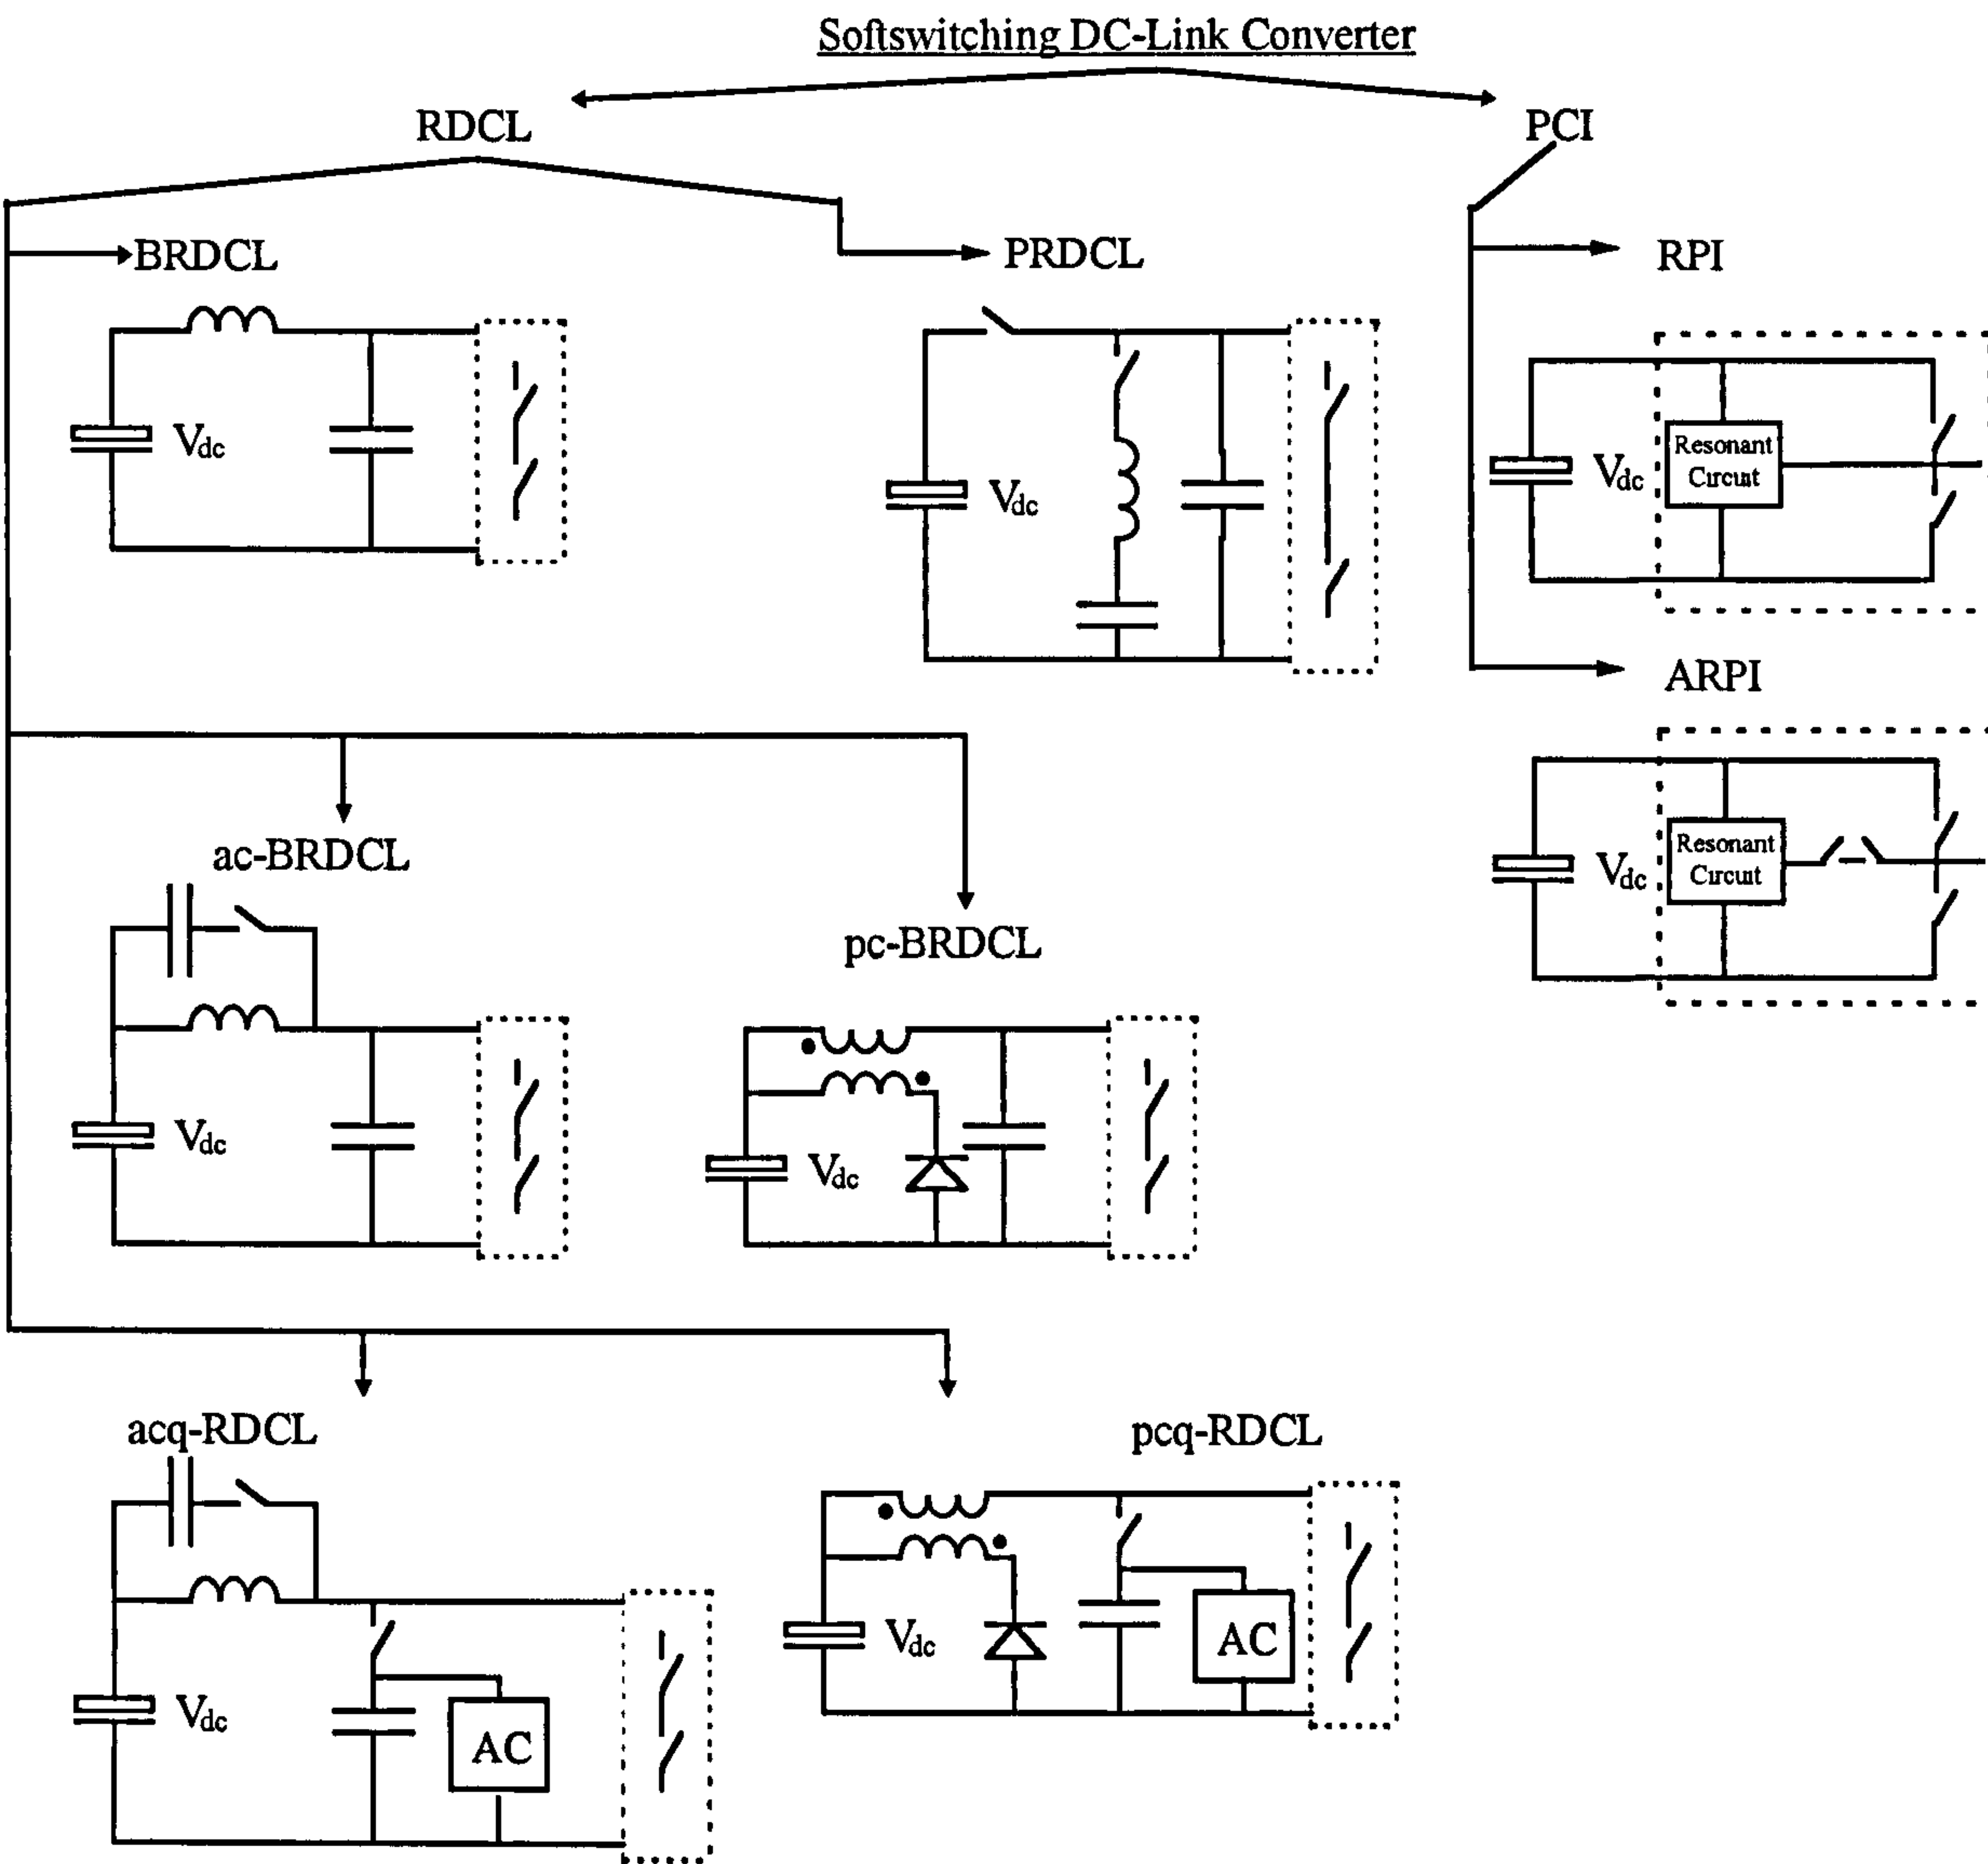 Softswitching DC-Link Converter
RDCL
PCI
BRDCL
PRDCL
RPI
Vdc
Vdc
Vdc
Resonant
Circuit
ARPI
Vdc
Resonant
Circuit
ac-BRDCL
pc-BRDCL
Vdc
Vdc
acq-RDCL
pcq-RDCL
Vdc
AC
Vdc
AC